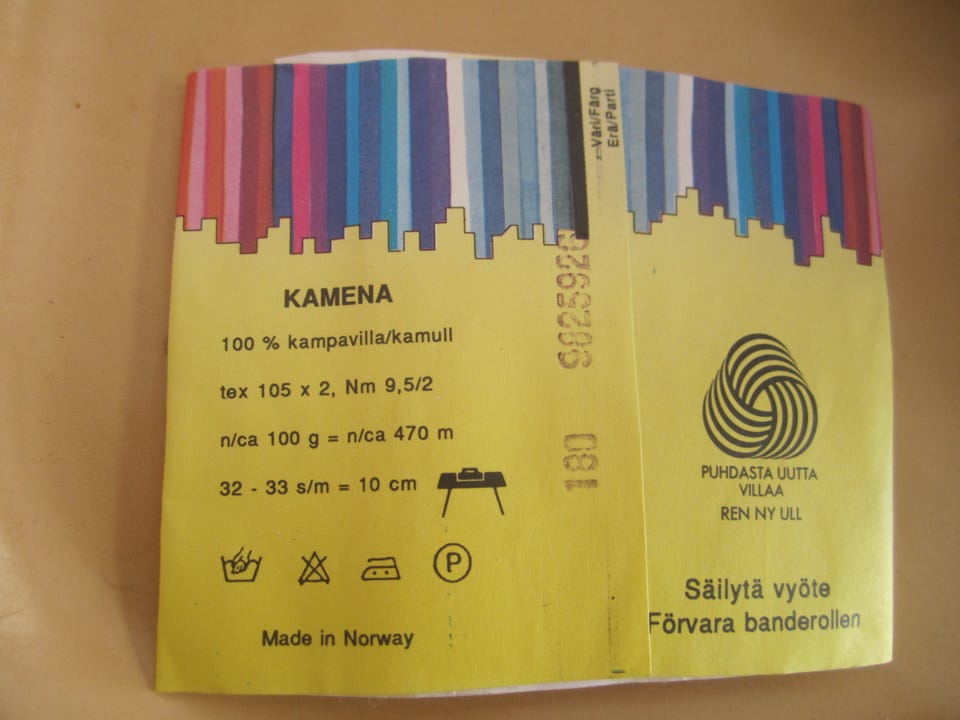 KAMENA
100 % kampavilla/kamull
tex 105 x 2, Nm 9,5/2
n/ca 100 g = n/ca 470 m
32 - 33 s/m = 10 cm
P
Made in Norway
Väri/Färg
Erä/Parti
180
PUHDASTA UUTTA
VILLAA
REN NY ULL
Säilytä vyöte
Förvara banderollen